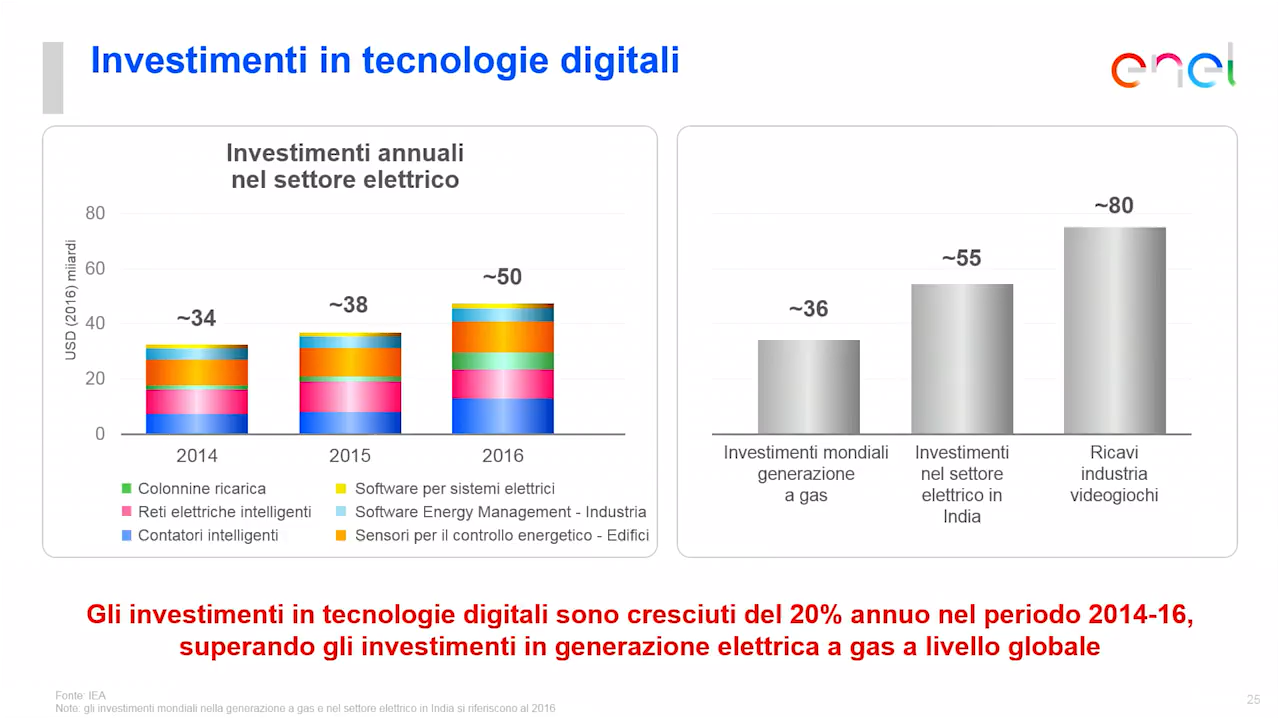 Investimenti in tecnologie digitali
enel
Investimenti annuali
nel settore elettrico
USD (2016) miiardi
80
60
40
20
0
~34
~38
~50
2014
2015
2016
Colonnine ricarica
Software per sistemi elettrici
Reti elettriche intelligenti
Software Energy Management - Industria
Contatori intelligenti
Sensori per il controllo energetico - Edifici
~36
~55
~80
Investimenti mondiali
generazione
a gas
Investimenti
nel settore
elettrico in
India
Ricavi
industria
videogiochi
Gli investimenti in tecnologie digitali sono cresciuti del 20% annuo nel periodo 2014-16,
superando gli investimenti in generazione elettrica a gas a livello globale
Fonte: IEA
Note: gli investimenti mondiali nella generazione a gas e nel settore elettrico in India si riferiscono al 2016
25